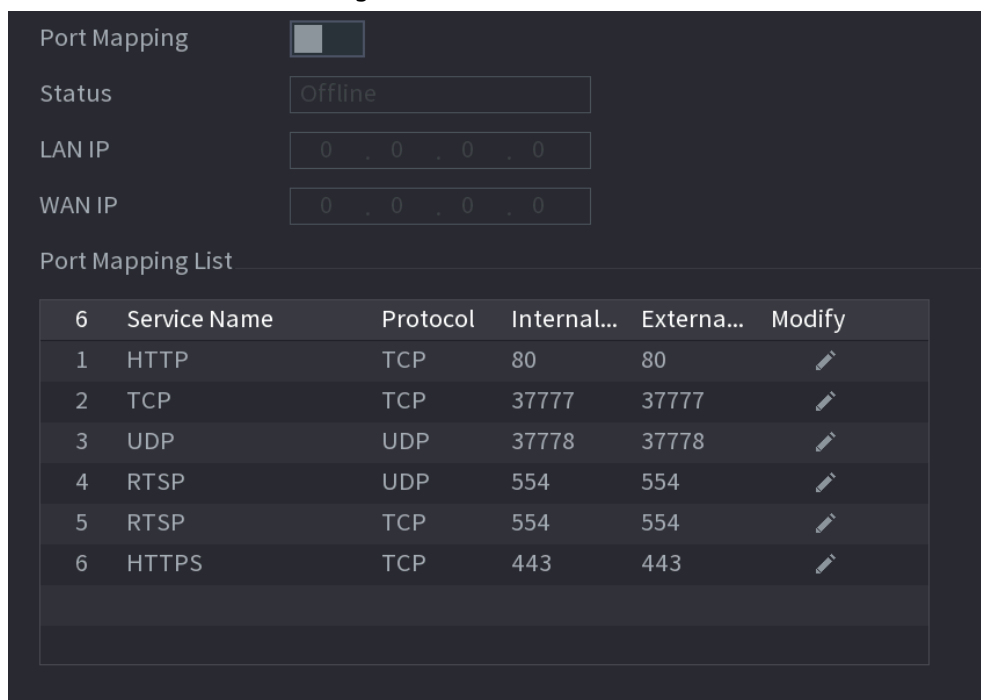 Port Mapping
Status Offline
LAN IP 0 . 0 . 0 . 0
WAN IP 0 . 0 . 0 . 0
Port Mapping List
6 Service Name Protocol Internal... Externa... Modify
1 HTTP TCP 80 80
2 TCP TCP 37777 37777
3 UDP UDP 37778 37778
4 RTSP UDP 554 554
5 RTSP TCP 554 554
6 HTTPS TCP 443 443